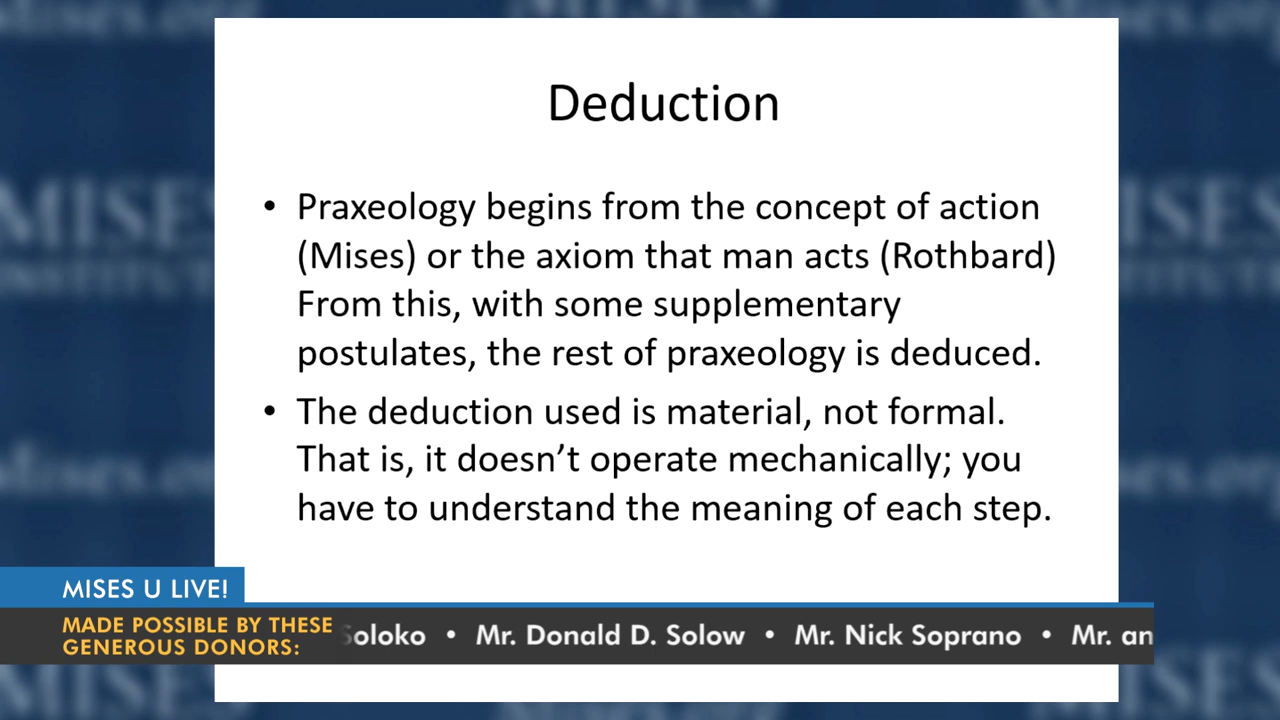 Deduction
• Praxeology begins from the concept of action
(Mises) or the axiom that man acts (Rothbard)
From this, with some supplementary
postulates, the rest of praxeology is deduced.
• The deduction used is material, not formal.
That is, it doesn’t operate mechanically; you
have to understand the meaning of each step.
MISES U LIVE!
MADE POSSIBLE BY THESE
GENEROUS DONORS:
Soloko • Mr. Donald D. Solow • Mr. Nick Soprano • Mr. an